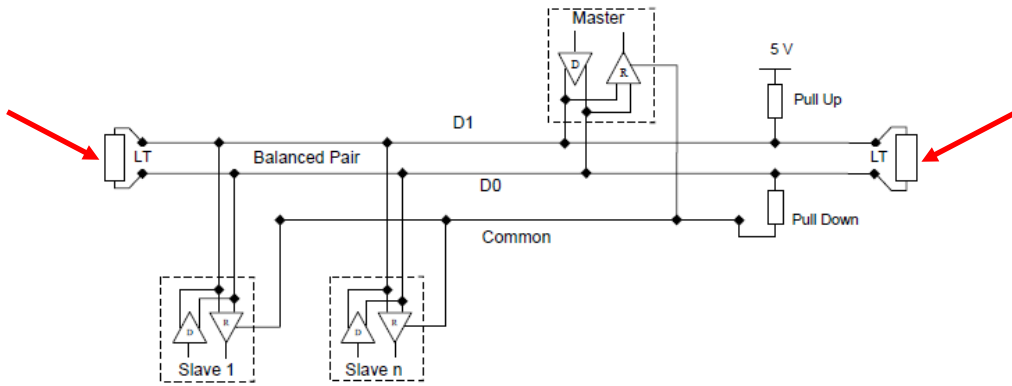 Master
D
R
5 V
Pull Up
D1
LT
Balanced Pair
LT
D0
Pull Down
Common
D
R
Slave 1
D
R
Slave n